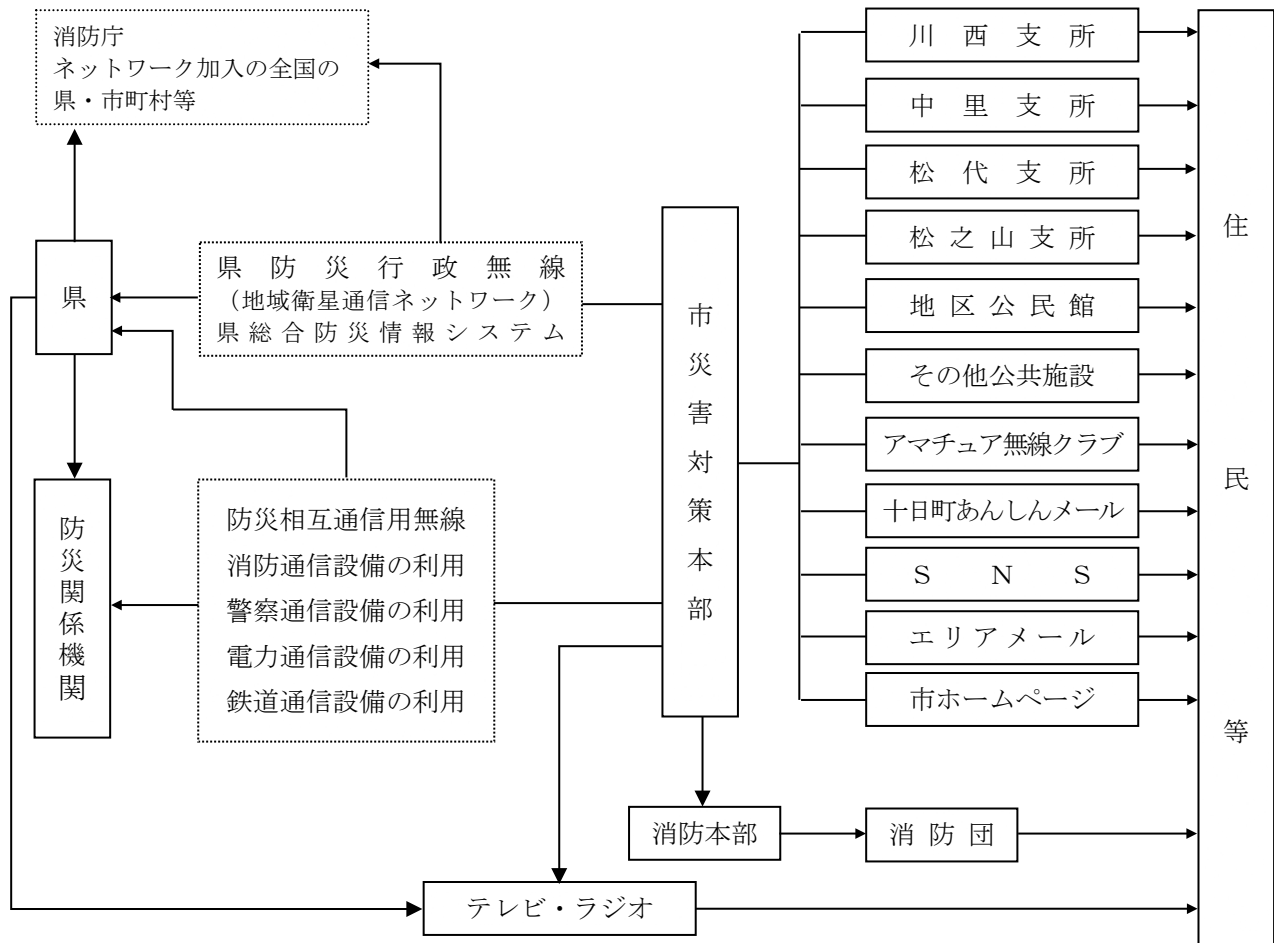 消防庁
ネットワーク加入の全国の
県・市町村等
県
県防災行政無線
（地域衛星通信ネットワーク）
県総合防災情報システム
防災関係機関
防災相互通信用無線
消防通信設備の利用
警察通信設備の利用
電力通信設備の利用
鉄道通信設備の利用
市災害対策本部
川西支所
中里支所
松代支所
松之山支所
地区公民館
その他公共施設
アマチュア無線クラブ
十日町あんしんメール
ＳＮＳ
エリアメール
市ホームページ
消防本部
消防団
テレビ・ラジオ
住民等